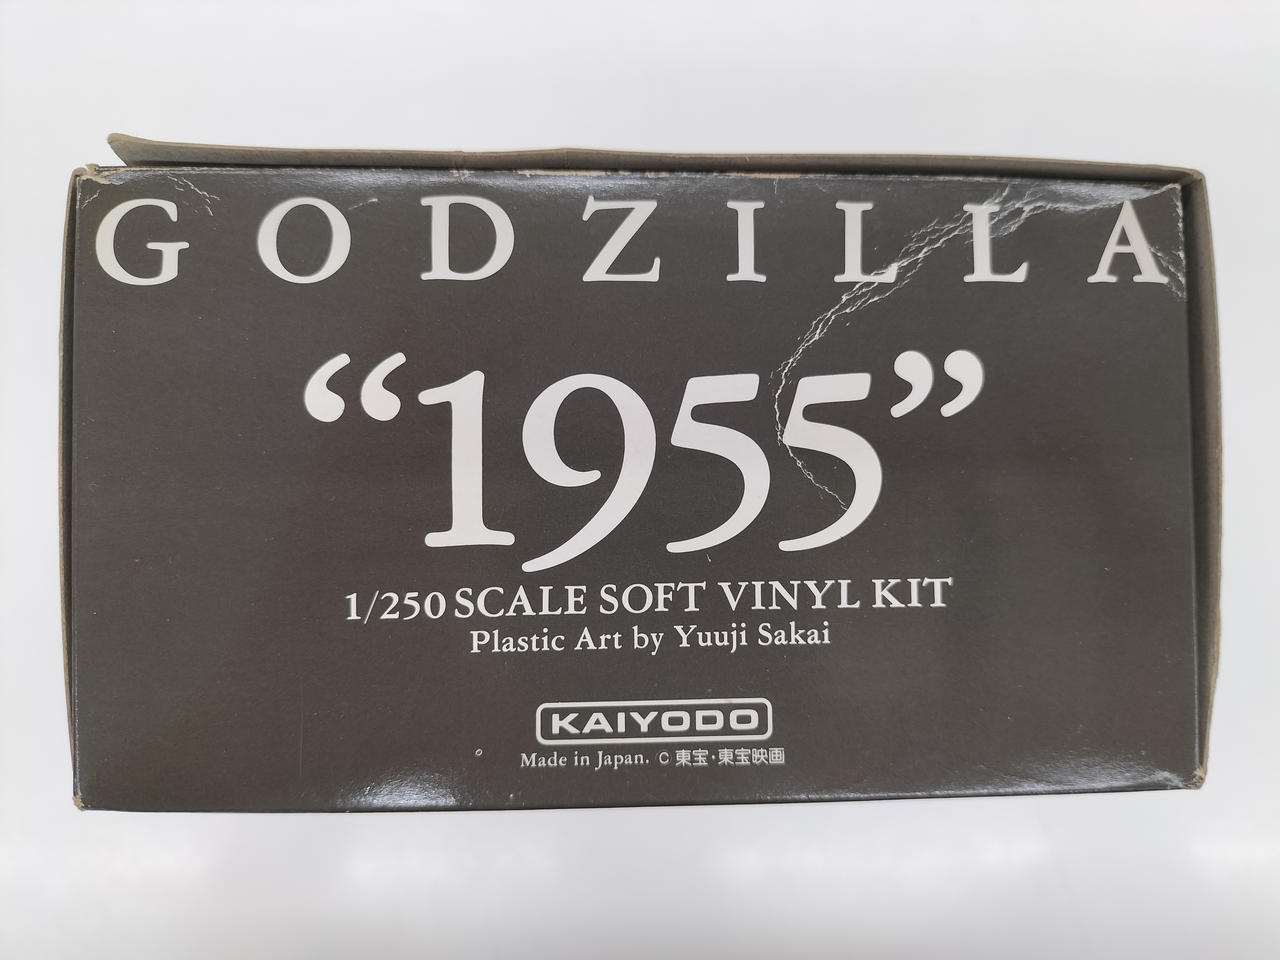 GODZILLA
“1955”
1/250 SCALE SOFT VINYL KIT
Plastic Art by Yuuji Sakai
KAIYODO
Made in Japan. © 東宝・東宝映画